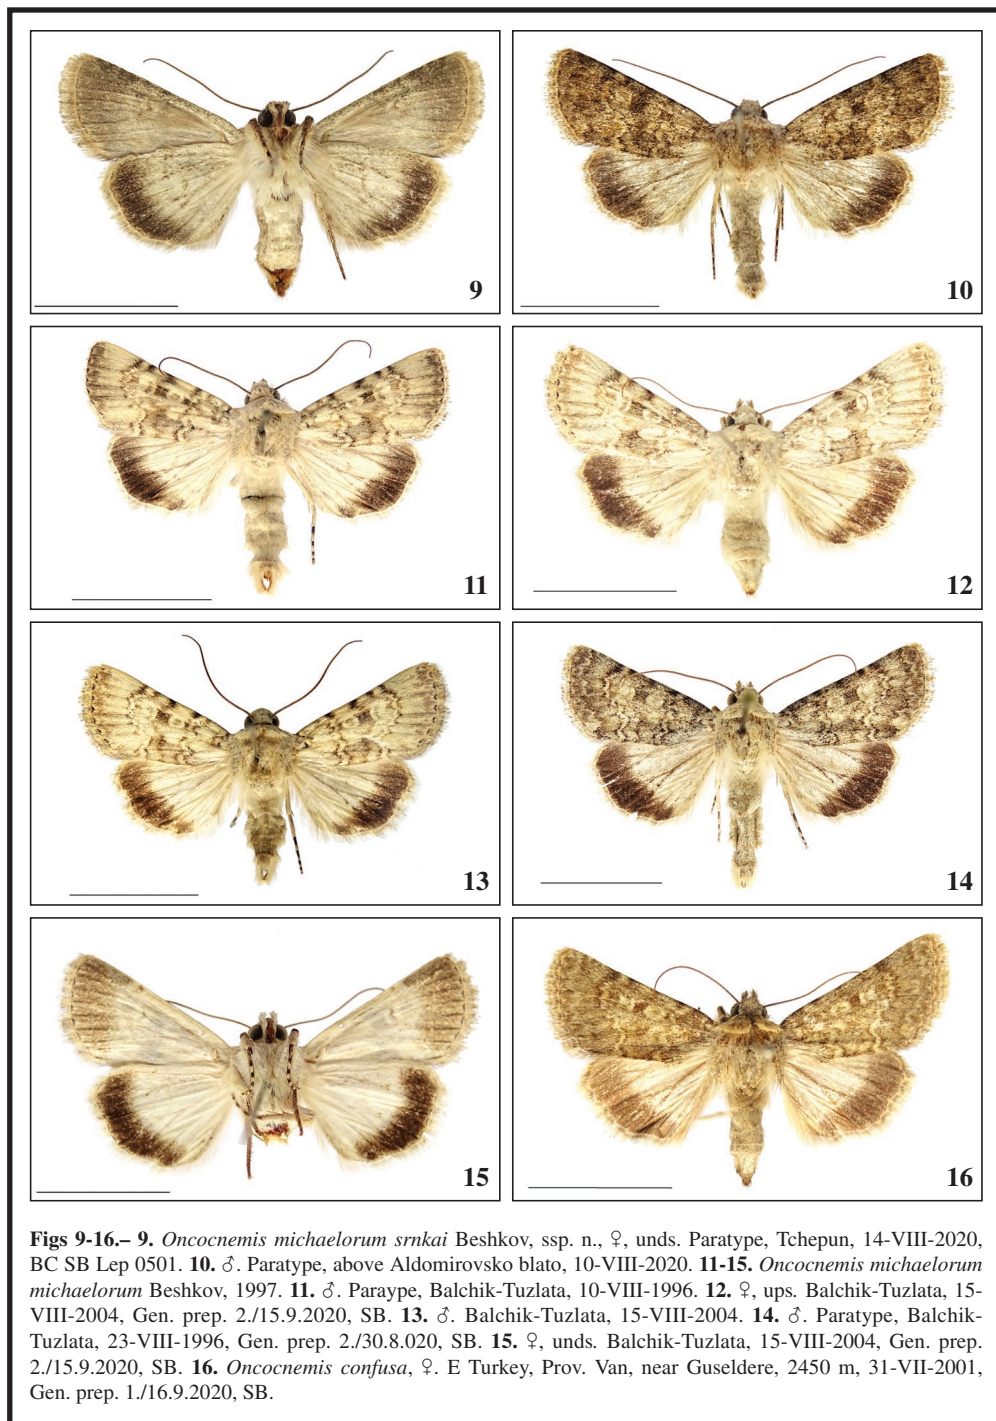 9
10
11
12
13
14
15
16
Figs 9-16.– 9. Oncocnemis michaelorum srnkai Beshkov, ssp. n., ♀, unds. Paratype, Tchepun, 14-VIII-2020,
BC SB Lep 0501. 10. ♂. Paratype, above Aldomirovsko blato, 10-VIII-2020. 11-15. Oncocnemis michaelorum
michaelorum Beshkov, 1997. 11. ♂. Paraype, Balchik-Tuzlata, 10-VIII-1996. 12. ♀, ups. Balchik-Tuzlata, 15-
VIII-2004, Gen. prep. 2./15.9.2020, SB. 13. ♂. Balchik-Tuzlata, 15-VIII-2004. 14. ♂. Paratype, Balchik-
Tuzlata, 23-VIII-1996, Gen. prep. 2./30.8.020, SB. 15. ♀, unds. Balchik-Tuzlata, 15-VIII-2004, Gen. prep.
2./15.9.2020, SB. 16. Oncocnemis confusa, ♀. E Turkey, Prov. Van, near Guseldere, 2450 m, 31-VII-2001,
Gen. prep. 1./16.9.2020, SB.